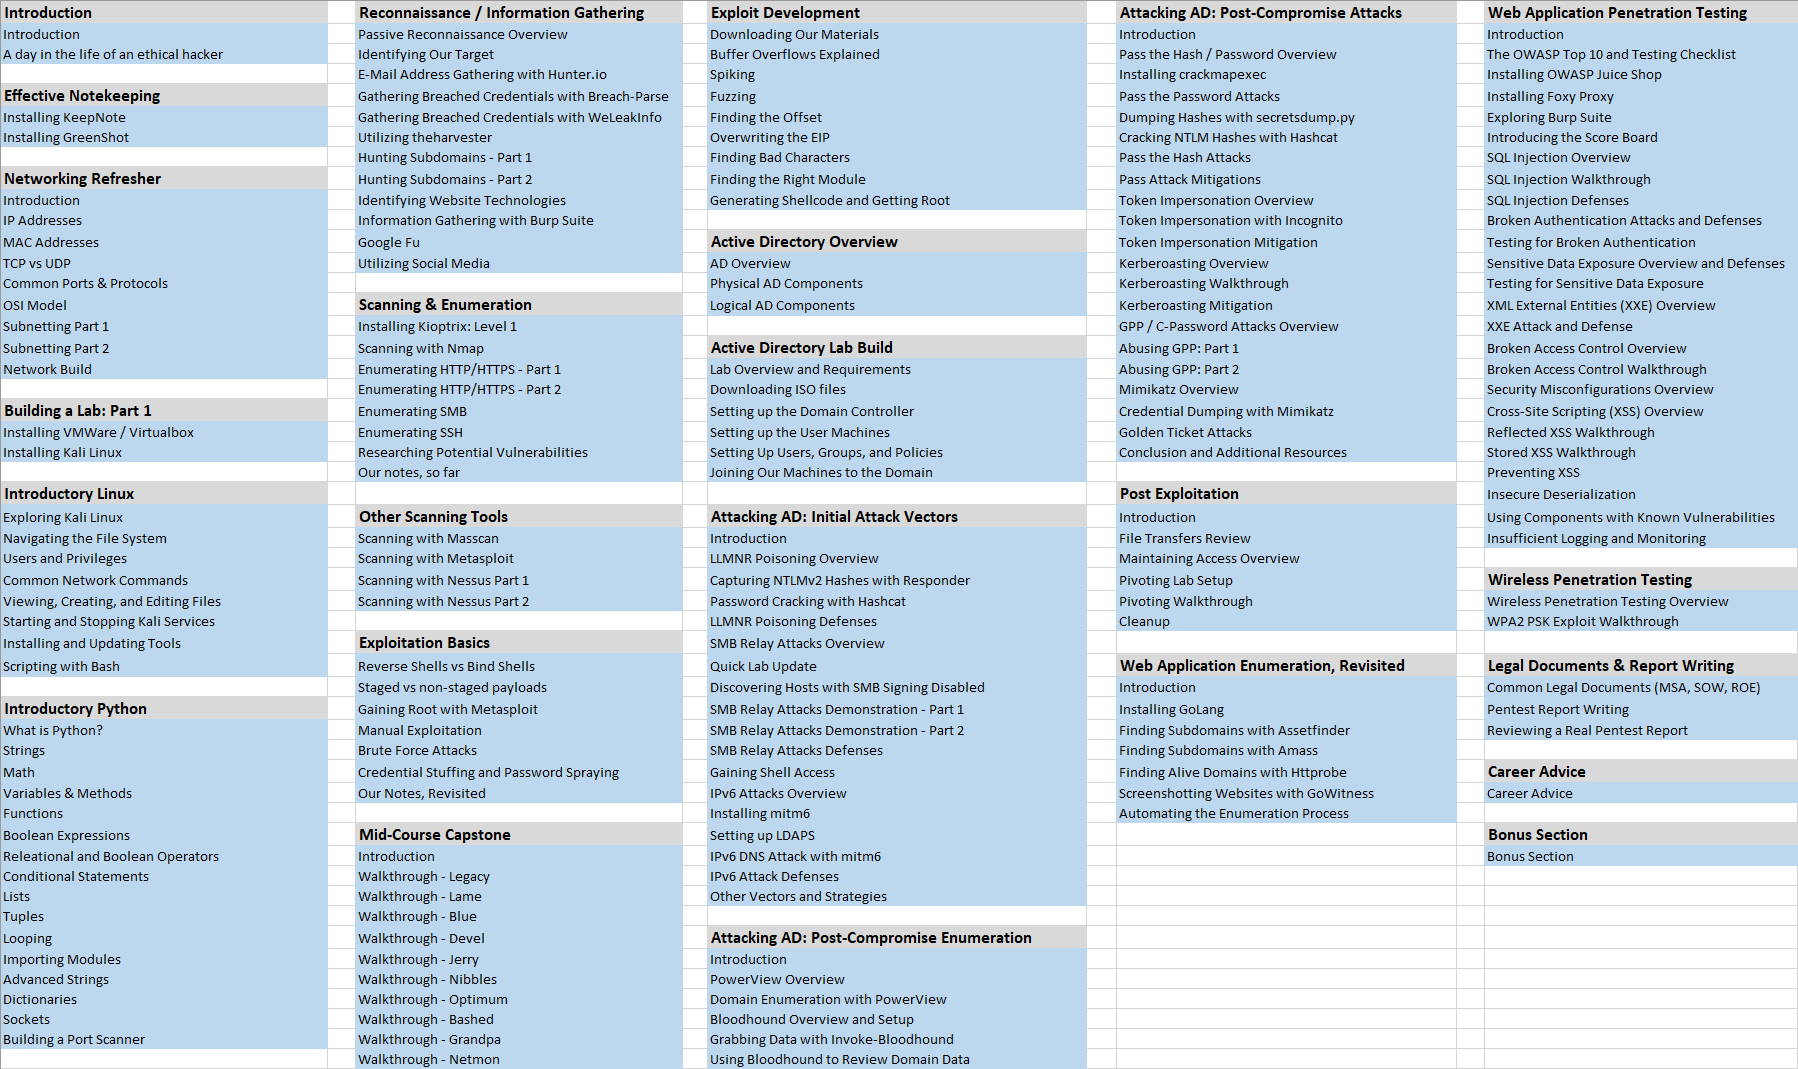 Introduction
Introduction
A day in the life of an ethical hacker
Effective Notekeeping
Installing KeepNote
Installing GreenShot
Networking Refresher
Introduction
IP Addresses
MAC Addresses
TCP vs UDP
Common Ports & Protocols
OSI Model
Subnetting Part 1
Subnetting Part 2
Network Build
Building a Lab: Part 1
Installing VMWare / Virtualbox
Installing Kali Linux
Introductory Linux
Exploring Kali Linux
Navigating the File System
Users and Privileges
Common Network Commands
Viewing, Creating, and Editing Files
Starting and Stopping Kali Services
Installing and Updating Tools
Scripting with Bash
Introductory Python
What is Python?
Strings
Math
Variables & Methods
Functions
Boolean Expressions
Releational and Boolean Operators
Conditional Statements
Lists
Tuples
Looping
Importing Modules
Advanced Strings
Dictionaries
Sockets
Building a Port Scanner
Reconnaissance / Information Gathering
Passive Reconnaissance Overview
Identifying Our Target
E-Mail Address Gathering with Hunter.io
Gathering Breached Credentials with Breach-Parse
Gathering Breached Credentials with WeLeakInfo
Utilizing theharvester
Hunting Subdomains - Part 1
Hunting Subdomains - Part 2
Identifying Website Technologies
Information Gathering with Burp Suite
Google Fu
Utilizing Social Media
Scanning & Enumeration
Installing Kioptrix: Level 1
Scanning with Nmap
Enumerating HTTP/HTTPS - Part 1
Enumerating HTTP/HTTPS - Part 2
Enumerating SMB
Enumerating SSH
Researching Potential Vulnerabilities
Our notes, so far
Other Scanning Tools
Scanning with Masscan
Scanning with Metasploit
Scanning with Nessus Part 1
Scanning with Nessus Part 2
Exploitation Basics
Reverse Shells vs Bind Shells
Staged vs non-staged payloads
Gaining Root with Metasploit
Manual Exploitation
Brute Force Attacks
Credential Stuffing and Password Spraying
Our Notes, Revisited
Mid-Course Capstone
Introduction
Walkthrough - Legacy
Walkthrough - Lame
Walkthrough - Blue
Walkthrough - Devel
Walkthrough - Jerry
Walkthrough - Nibbles
Walkthrough - Optimum
Walkthrough - Bashed
Walkthrough - Grandpa
Walkthrough - Netmon
Exploit Development
Downloading Our Materials
Buffer Overflows Explained
Spiking
Fuzzing
Finding the Offset
Overwriting the EIP
Finding Bad Characters
Finding the Right Module
Generating Shellcode and Getting Root
Active Directory Overview
AD Overview
Physical AD Components
Logical AD Components
Active Directory Lab Build
Lab Overview and Requirements
Downloading ISO files
Setting up the Domain Controller
Setting up the User Machines
Setting Up Users, Groups, and Policies
Joining Our Machines to the Domain
Attacking AD: Initial Attack Vectors
Introduction
LLMNR Poisoning Overview
Capturing NTLMv2 Hashes with Responder
Password Cracking with Hashcat
LLMNR Poisoning Defenses
SMB Relay Attacks Overview
Quick Lab Update
Discovering Hosts with SMB Signing Disabled
SMB Relay Attacks Demonstration - Part 1
SMB Relay Attacks Demonstration - Part 2
SMB Relay Attacks Defenses
Gaining Shell Access
IPv6 Attacks Overview
Installing mitm6
Setting up LDAPS
IPv6 DNS Attack with mitm6
IPv6 Attack Defenses
Other Vectors and Strategies
Attacking AD: Post-Compromise Enumeration
Introduction
PowerView Overview
Domain Enumeration with PowerView
Bloodhound Overview and Setup
Grabbing Data with Invoke-Bloodhound
Using Bloodhound to Review Domain Data
Attacking AD: Post-Compromise Attacks
Introduction
Pass the Hash / Password Overview
Installing crackmapexec
Pass the Password Attacks
Dumping Hashes with secretsdump.py
Cracking NTLM Hashes with Hashcat
Pass the Hash Attacks
Pass Attack Mitigations
Token Impersonation Overview
Token Impersonation with Incognito
Token Impersonation Mitigation
Kerberoasting Overview
Kerberoasting Walkthrough
Kerberoasting Mitigation
GPP / C-Password Attacks Overview
Abusing GPP: Part 1
Abusing GPP: Part 2
Mimikatz Overview
Credential Dumping with Mimikatz
Golden Ticket Attacks
Conclusion and Additional Resources
Post Exploitation
Introduction
File Transfers Review
Maintaining Access Overview
Pivoting Lab Setup
Pivoting Walkthrough
Cleanup
Web Application Enumeration, Revisited
Introduction
Installing GoLang
Finding Subdomains with Assetfinder
Finding Subdomains with Amass
Finding Alive Domains with Httprobe
Screenshotting Websites with GoWitness
Automating the Enumeration Process
Web Application Penetration Testing
Introduction
The OWASP Top 10 and Testing Checklist
Installing OWASP Juice Shop
Installing Foxy Proxy
Exploring Burp Suite
Introducing the Score Board
SQL Injection Overview
SQL Injection Walkthrough
SQL Injection Defenses
Broken Authentication Attacks and Defenses
Testing for Broken Authentication
Sensitive Data Exposure Overview and Defenses
Testing for Sensitive Data Exposure
XML External Entities (XXE) Overview
XXE Attack and Defense
Broken Access Control Overview
Broken Access Control Walkthrough
Security Misconfigurations Overview
Cross-Site Scripting (XSS) Overview
Reflected XSS Walkthrough
Stored XSS Walkthrough
Preventing XSS
Insecure Deserialization
Using Components with Known Vulnerabilities
Insufficient Logging and Monitoring
Wireless Penetration Testing
Wireless Penetration Testing Overview
WPA2 PSK Exploit Walkthrough
Legal Documents & Report Writing
Common Legal Documents (MSA, SOW, ROE)
Pentest Report Writing
Reviewing a Real Pentest Report
Career Advice
Career Advice
Bonus Section
Bonus Section